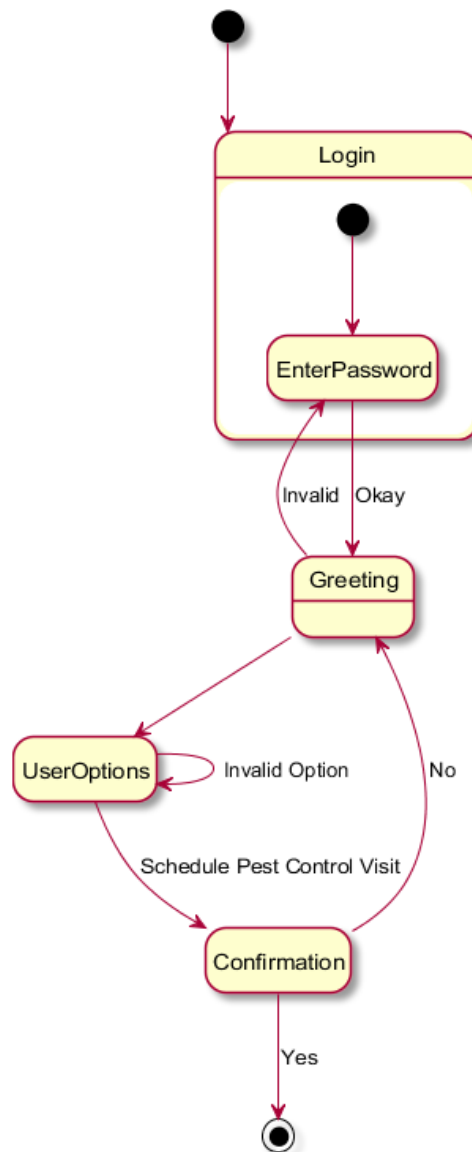 Login
EnterPassword
Invalid
Okay
Greeting
UserOptions
Invalid Option
No
Schedule Pest Control Visit
Confirmation
Yes